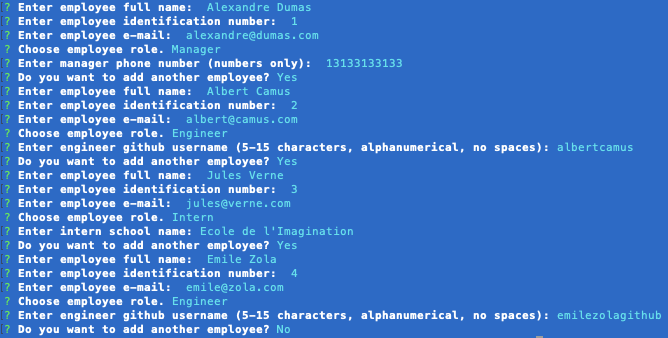 ? Enter employee full name:  Alexandre Dumas
? Enter employee identification number:  1
? Enter employee e-mail:  alexandre@dumas.com
? Choose employee role. Manager
? Enter manager phone number (numbers only):  13133133133
? Do you want to add another employee? Yes
? Enter employee full name:  Albert Camus
? Enter employee identification number:  2
? Enter employee e-mail:  albert@camus.com
? Choose employee role. Engineer
? Enter engineer github username (5-15 characters, alphanumerical, no spaces): albertcamus
? Do you want to add another employee? Yes
? Enter employee full name:  Jules Verne
? Enter employee identification number:  3
? Enter employee e-mail:  jules@verne.com
? Choose employee role. Intern
? Enter intern school name: Ecole de l'Imagination
? Do you want to add another employee? Yes
? Enter employee full name:  Emile Zola
? Enter employee identification number:  4
? Enter employee e-mail:  emile@zola.com
? Choose employee role. Engineer
? Enter engineer github username (5-15 characters, alphanumerical, no spaces): emilezolagithub
? Do you want to add another employee? No